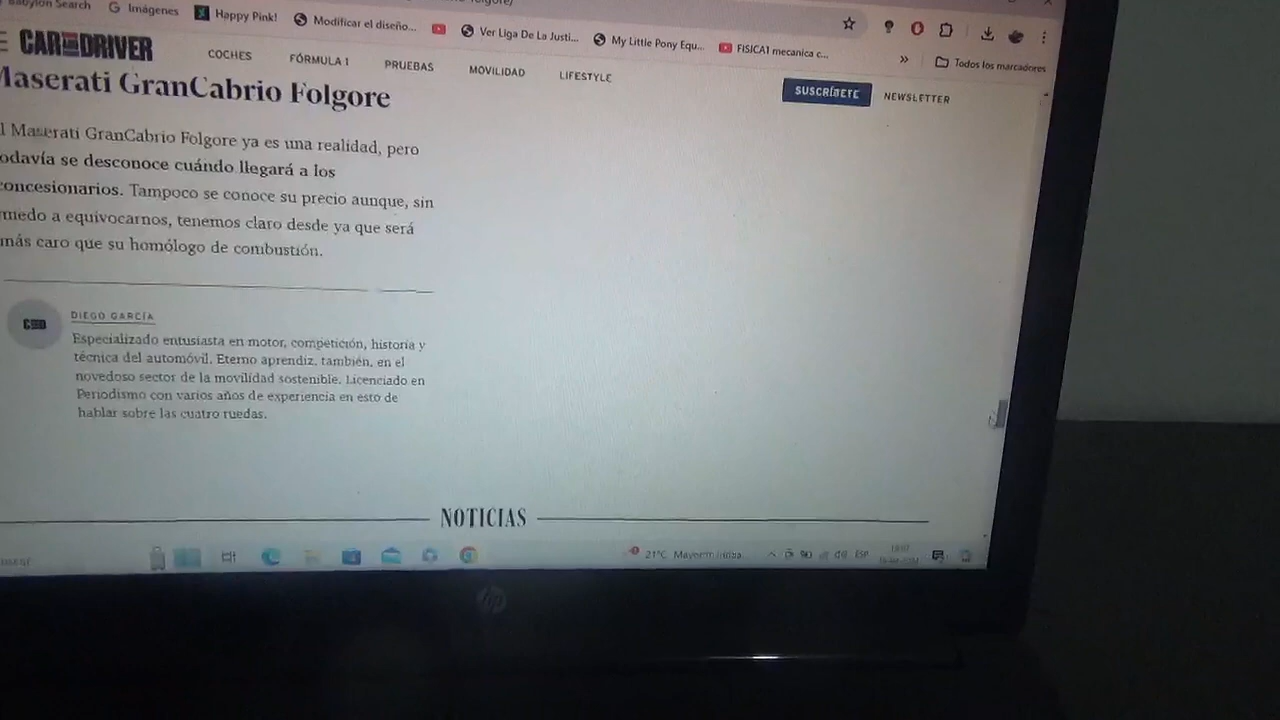 Babylon Search
Imágenes
Happy Pink!
Modificar el diseño...
Ver Liga De La Justi...
My Little Pony Equ...
FISICA1 mecanica c...
»
Todos los marcadores
CAR AND DRIVER
COCHES
FÓRMULA 1
PRUEBAS
MOVILIDAD
LIFESTYLE
SUSCRÍBETE
NEWSLETTER
Maserati GranCabrio Folgore
l Maserati GranCabrio Folgore ya es una realidad, pero
odavía se desconoce cuándo llegará a los
concesionarios. Tampoco se conoce su precio aunque, sin
medo a equivocarnos, tenemos claro desde ya que será
más caro que su homólogo de combustión.
DIEGO GARCÍA
Especializado entusiasta en motor, competición, historia y
técnica del automóvil. Eterno aprendiz, también, en el
novedoso sector de la movilidad sostenible. Licenciado en
Periodismo con varios años de experiencia en esto de
hablar sobre las cuatro ruedas.
NOTICIAS
21°C
ESP
hp